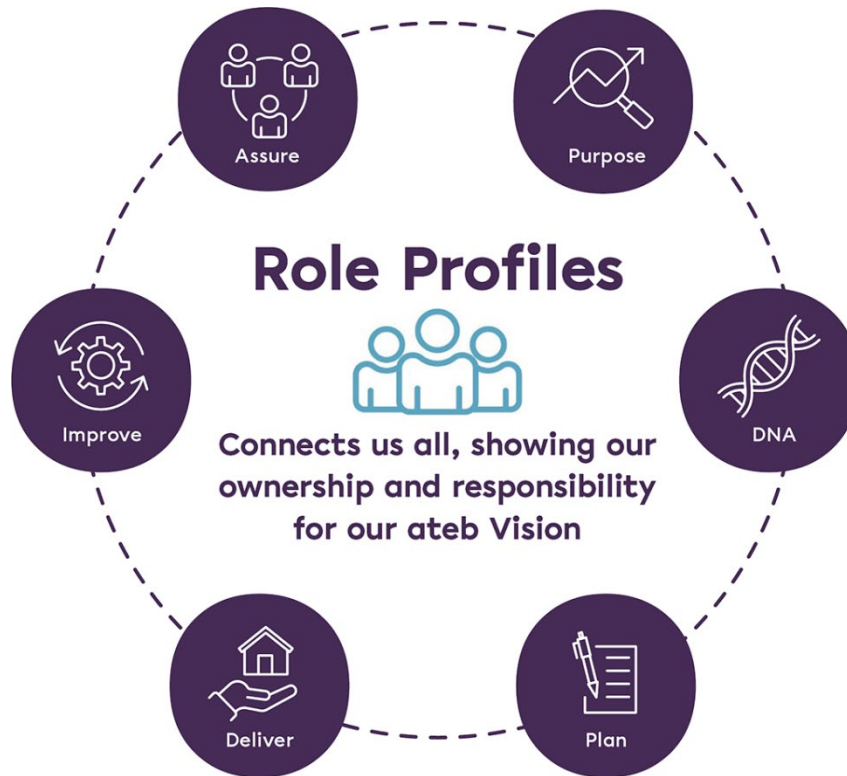 Assure
Purpose
Role Profiles
Improve
DNA
Connects us all, showing our
ownership and responsibility
for our ateb Vision
Deliver
Plan